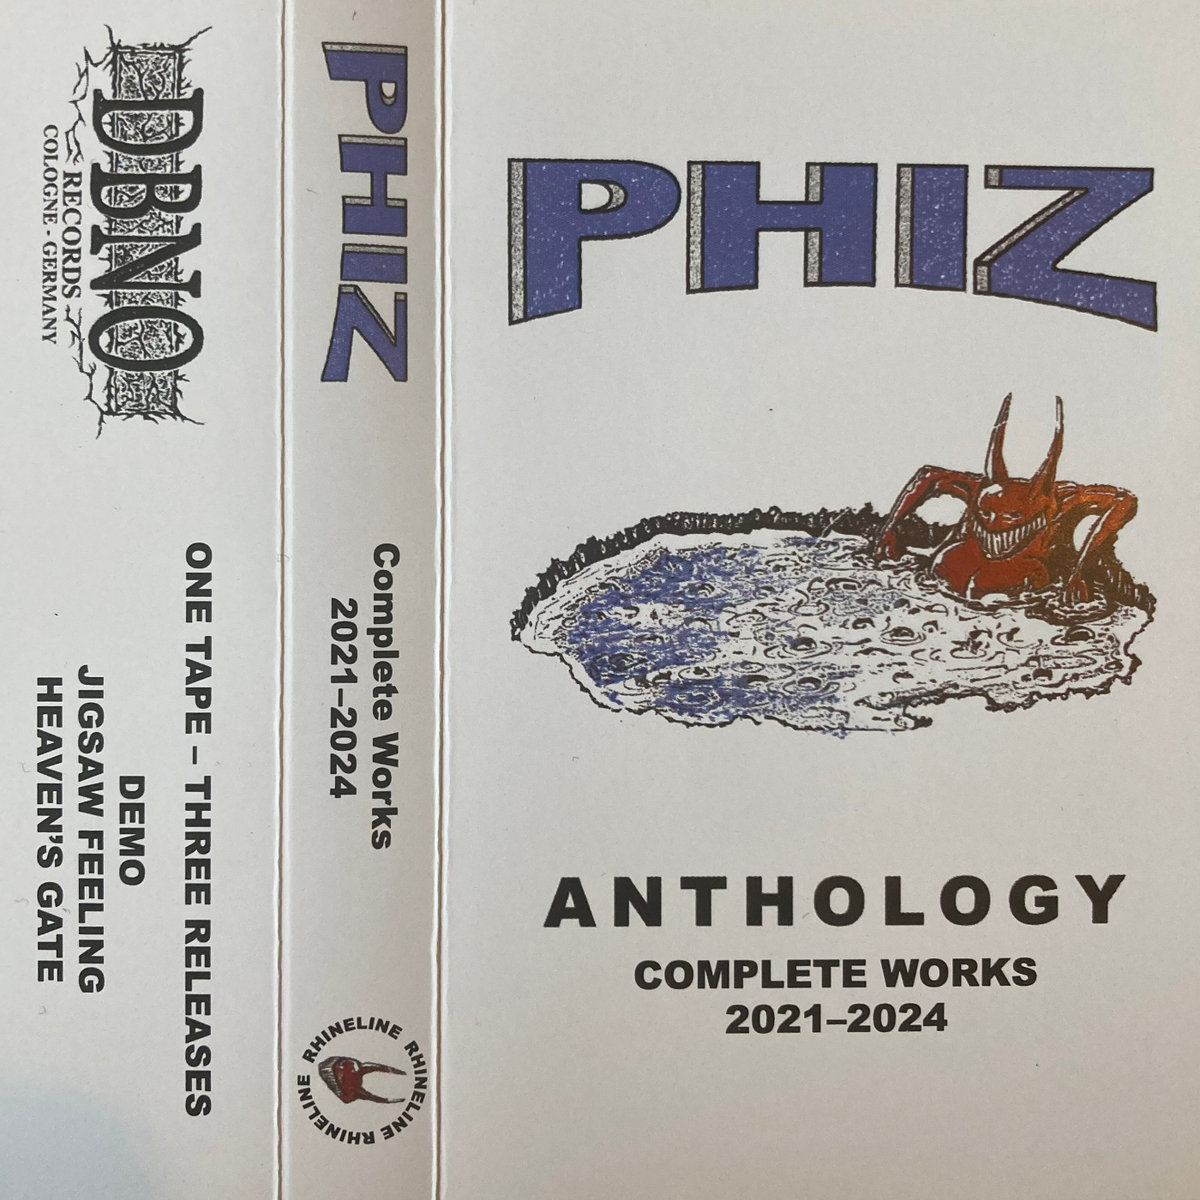 DBNO
RECORDS
COLOGNE - GERMANY
ONE TAPE – THREE RELEASES
DEMO
JIGSAW FEELING
HEAVEN'S GATE
PHIZ
Complete Works
2021–2024
RHINELINE RHINELINE RHINELINE
PHIZ
ANTHOLOGY
COMPLETE WORKS
2021–2024